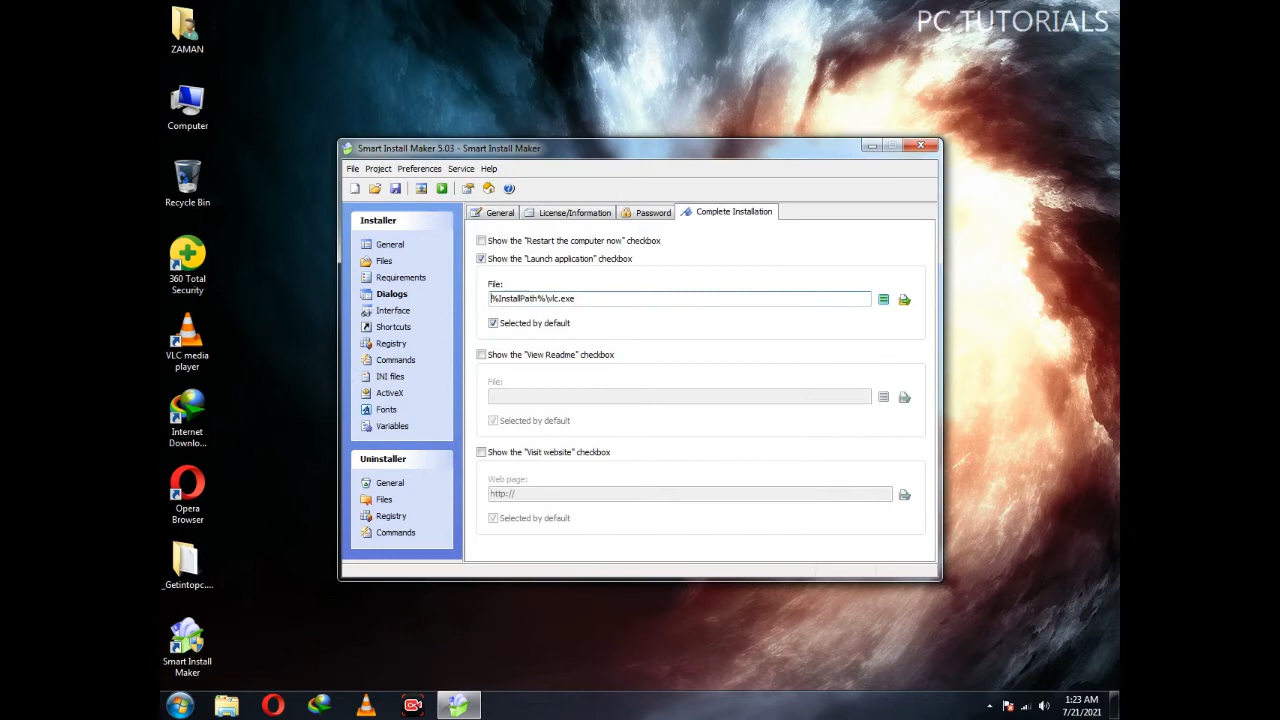 PC TUTORIALS
ZAMAN
Computer
Recycle Bin
360 Total
Security
VLC media
player
Internet
Downlo...
Opera
Browser
_Getintopc....
Smart Install
Maker
Smart Install Maker 5.03 - Smart Install Maker
File Project Preferences Service Help
Installer
General
Files
Requirements
Dialogs
Interface
Shortcuts
Registry
Commands
INI files
ActiveX
Fonts
Variables
Uninstaller
General
Files
Registry
Commands
General License/Information Password Complete Installation
Show the "Restart the computer now" checkbox
Show the "Launch application" checkbox
File:
%InstallPath%\vlc.exe
Selected by default
Show the "View Readme" checkbox
File:
Selected by default
Show the "Visit website" checkbox
Web page:
http://
Selected by default
1:23 AM
7/21/2021